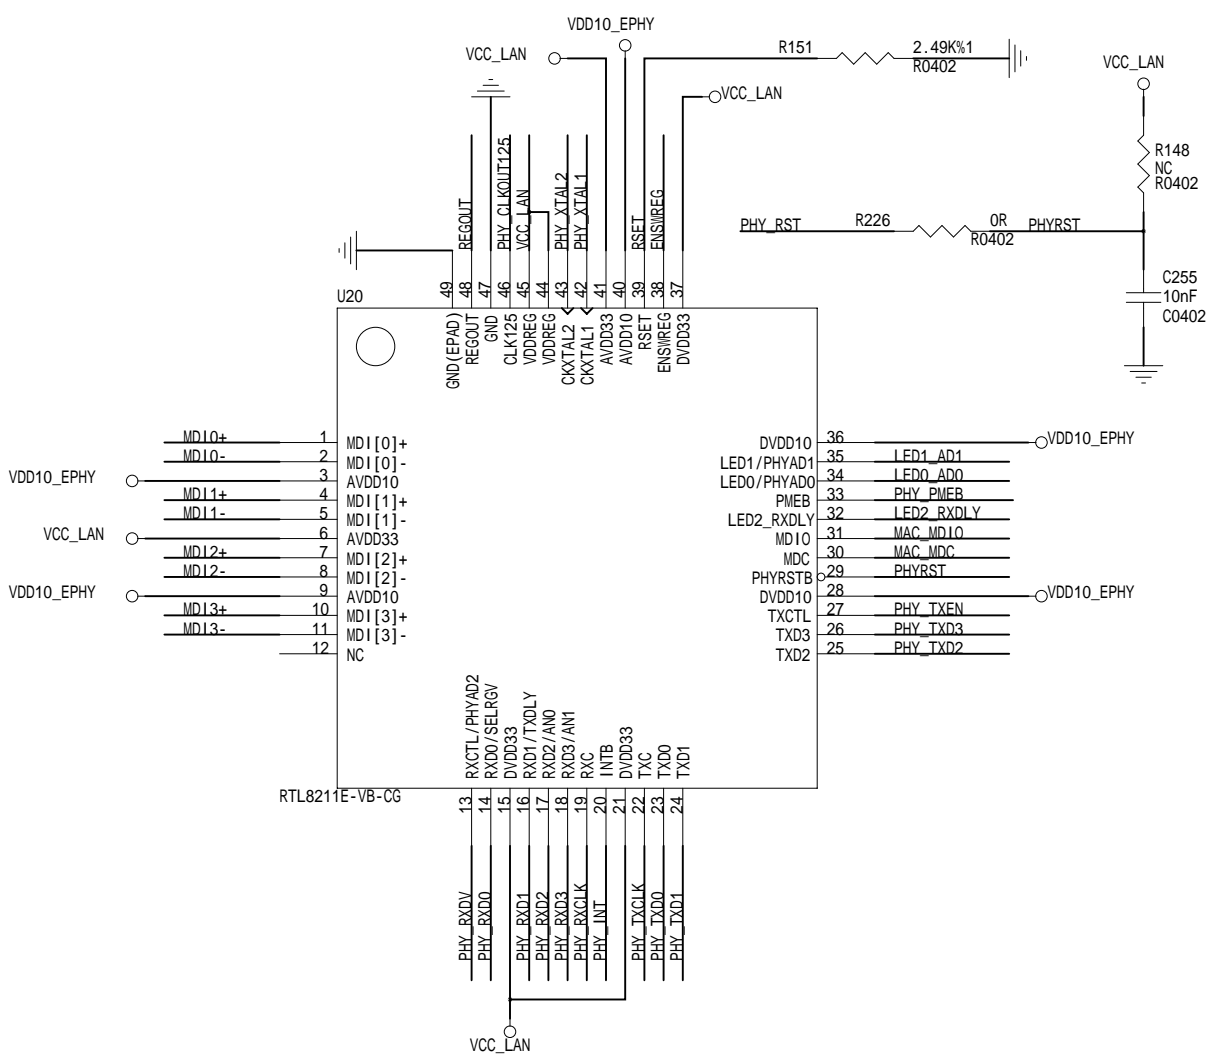 VDD10_EPHY
VCC_LAN
R151
2.49K%1
R0402
VCC_LAN
VCC_LAN
R148
NC
R0402
PHY_RST
R226
0R
R0402
PHYRST
C255
10nF
C0402
REGOUT
PHY_CLKOUT125
VCC_LAN
PHY_XTAL2
PHY_XTAL1
RSET
ENSWREG
U20
49
48
47
46
45
44
43
42
41
40
39
38
37
GND(EPAD)
REGOUT
GND
CLK125
VDDREG
VDDREG
CKXTAL2
CKXTAL1
AVDD33
AVDD10
RSET
ENSWREG
DVDD33
MDI0+ 1 MDI[0]+
MDI0- 2 MDI[0]-
VDD10_EPHY 3 AVDD10
MDI1+ 4 MDI[1]+
MDI1- 5 MDI[1]-
VCC_LAN 6 AVDD33
MDI2+ 7 MDI[2]+
MDI2- 8 MDI[2]-
VDD10_EPHY 9 AVDD10
MDI3+ 10 MDI[3]+
MDI3- 11 MDI[3]-
12 NC
DVDD10 36 VDD10_EPHY
LED1/PHYAD1 35 LED1_AD1
LED0/PHYAD0 34 LED0_AD0
PMEB 33 PHY_PMEB
LED2_RXDLY 32 LED2_RXDLY
MDIO 31 MAC_MDIO
MDC 30 MAC_MDC
PHYRSTB 29 PHYRST
DVDD10 28 VDD10_EPHY
TXCTL 27 PHY_TXEN
TXD3 26 PHY_TXD3
TXD2 25 PHY_TXD2
RXCTL/PHYAD2
RXD0/SELRGV
DVDD33
RXD1/TXDLY
RXD2/AN0
RXD3/AN1
RXC
INTB
DVDD33
TXC
TXD0
TXD1
RTL8211E-VB-CG
13
14
15
16
17
18
19
20
21
22
23
24
PHY_RXDV
PHY_RXD0
PHY_RXD1
PHY_RXD2
PHY_RXD3
PHY_RXCLK
PHY_INT
PHY_TXCLK
PHY_TXD0
PHY_TXD1
VCC_LAN